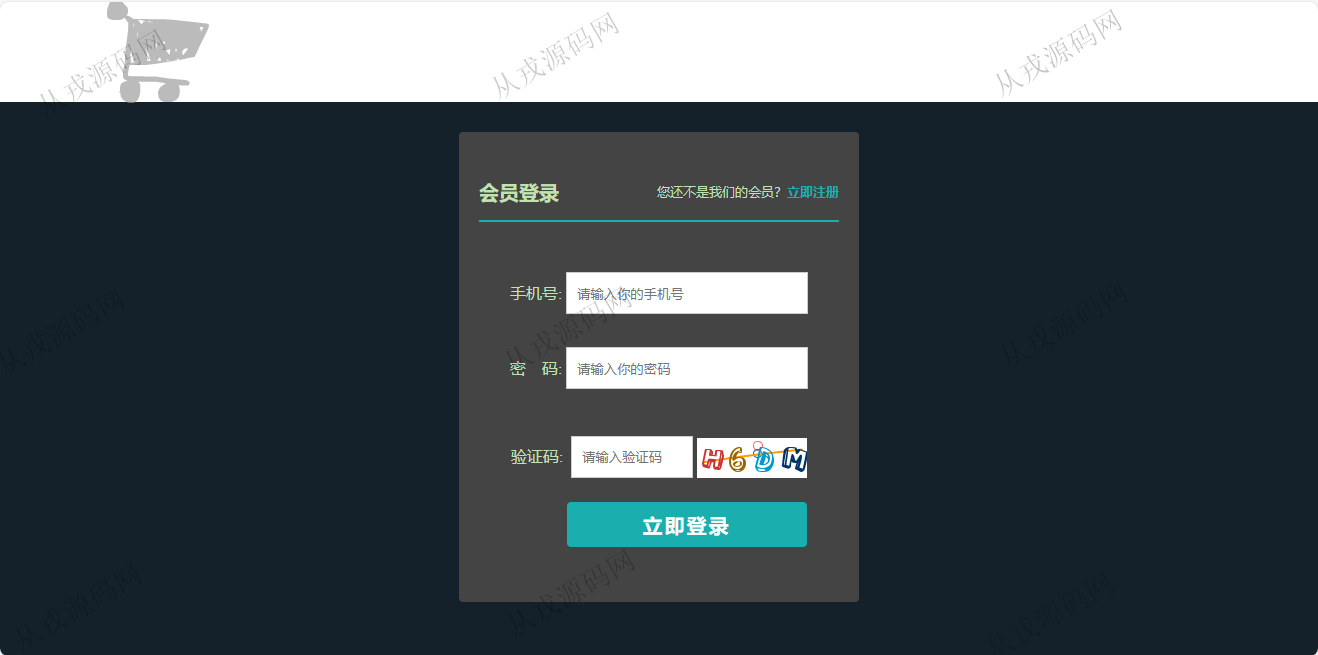 从戎源码网
从戎源码网
从戎源码网
会员登录
您还不是我们的会员？立即注册
手机号:
请输入你的手机号
从戎源码网
从戎源码网
从戎源码网
密 码:
请输入你的密码
验证码:
请输入验证码
H6DM
立即登录
从戎源码网
从戎源码网
从戎源码网